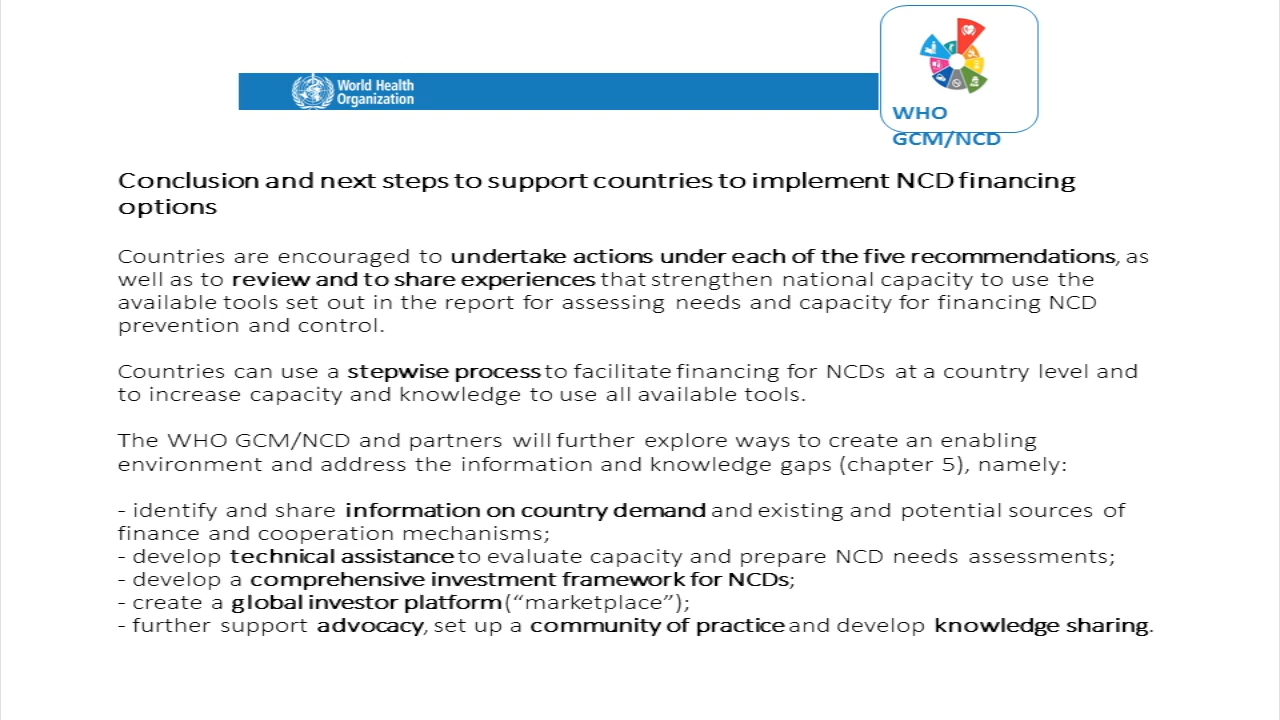 World Health
Organization
WHO
GCM/NCD
Conclusion and next steps to support countries to implement NCD financing
options
Countries are encouraged to undertake actions under each of the five recommendations, as
well as to review and to share experiences that strengthen national capacity to use the
available tools set out in the report for assessing needs and capacity for financing NCD
prevention and control.
Countries can use a stepwise process to facilitate financing for NCDs at a country level and
to increase capacity and knowledge to use all available tools.
The WHO GCM/NCD and partners will further explore ways to create an enabling
environment and address the information and knowledge gaps (chapter 5), namely:
- identify and share information on country demand and existing and potential sources of
finance and cooperation mechanisms;
- develop technical assistance to evaluate capacity and prepare NCD needs assessments;
- develop a comprehensive investment framework for NCDs;
- create a global investor platform (“marketplace”);
- further support advocacy, set up a community of practice and develop knowledge sharing.